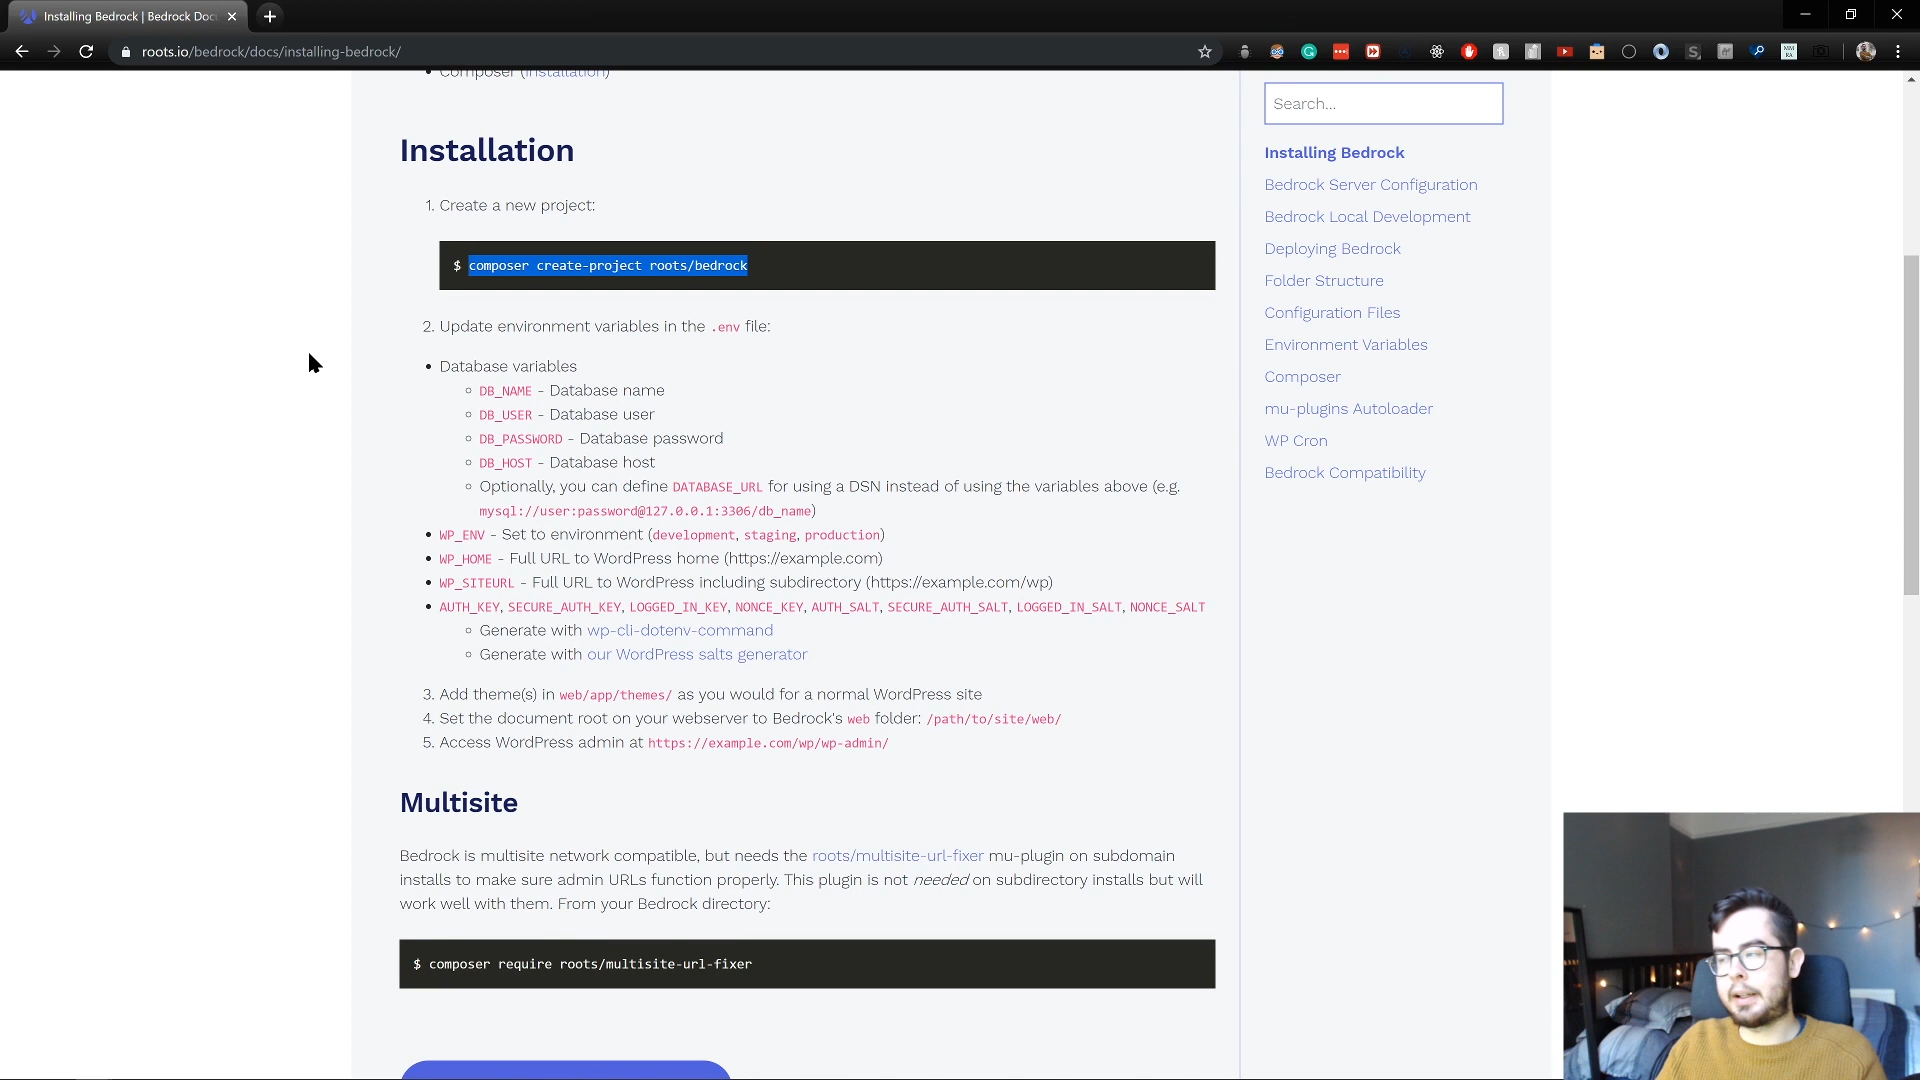 Installing Bedrock | Bedrock Doc
roots.io/bedrock/docs/installing-bedrock/
Composer (installation)
Search...
Installation
Installing Bedrock
Bedrock Server Configuration
1. Create a new project:
Bedrock Local Development
Deploying Bedrock
$ composer create-project roots/bedrock
Folder Structure
Configuration Files
2. Update environment variables in the .env file:
Environment Variables
Database variables
Composer
DB_NAME - Database name
mu-plugins Autoloader
DB_USER - Database user
WP Cron
DB_PASSWORD - Database password
DB_HOST - Database host
Bedrock Compatibility
Optionally, you can define DATABASE_URL for using a DSN instead of using the variables above (e.g.
mysql://user:password@127.0.0.1:3306/db_name)
WP_ENV - Set to environment (development, staging, production)
WP_HOME - Full URL to WordPress home (https://example.com)
WP_SITEURL - Full URL to WordPress including subdirectory (https://example.com/wp)
AUTH_KEY, SECURE_AUTH_KEY, LOGGED_IN_KEY, NONCE_KEY, AUTH_SALT, SECURE_AUTH_SALT, LOGGED_IN_SALT, NONCE_SALT
Generate with wp-cli-dotenv-command
Generate with our WordPress salts generator
3. Add theme(s) in web/app/themes/ as you would for a normal WordPress site
4. Set the document root on your webserver to Bedrock's web folder: /path/to/site/web/
5. Access WordPress admin at https://example.com/wp/wp-admin/
Multisite
Bedrock is multisite network compatible, but needs the roots/multisite-url-fixer mu-plugin on subdomain
installs to make sure admin URLs function properly. This plugin is not needed on subdirectory installs but will
work well with them. From your Bedrock directory:
$ composer require roots/multisite-url-fixer